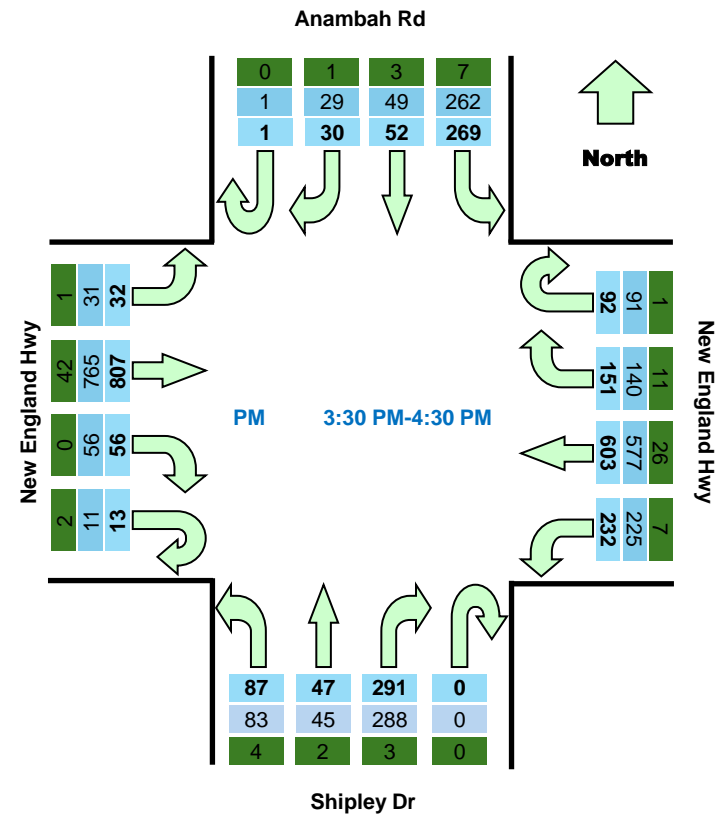 Anambah Rd
0 1 3 7
1 29 49 262
1 30 52 269
North
New England Hwy
1 31 32
42 765 807
0 56 56
2 11 13
PM 3:30 PM-4:30 PM
92 91 1
151 140 11
603 577 26
232 225 7
New England Hwy
87 47 291 0
83 45 288 0
4 2 3 0
Shipley Dr